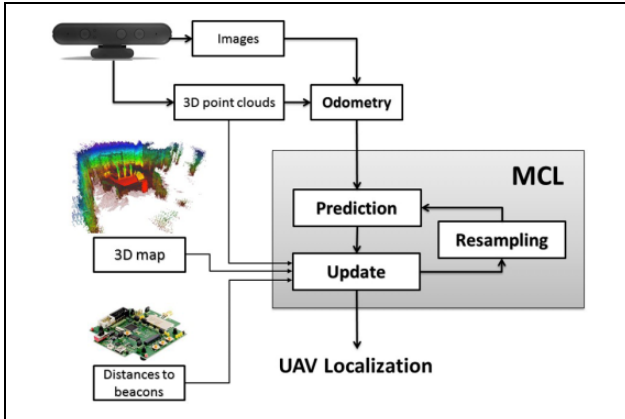 Images
3D point clouds
Odometry
MCL
Prediction
Resampling
3D map
Update
UAV Localization
Distances to
beacons